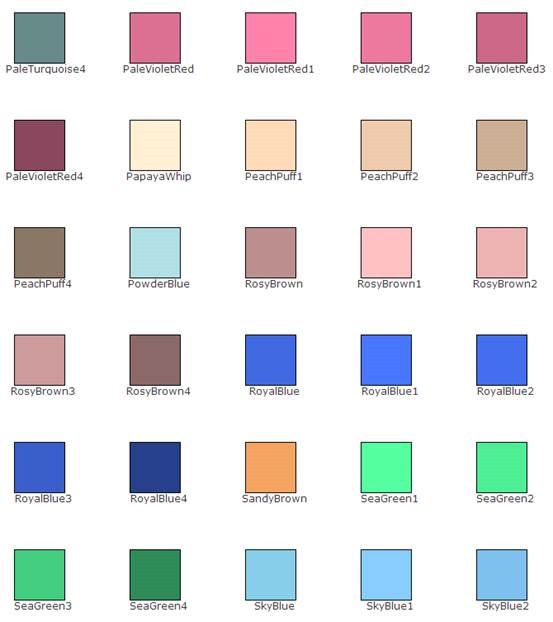 PaleTurquoise4 PaleVioletRed PaleVioletRed1 PaleVioletRed2 PaleVioletRed3
PaleVioletRed4 PapayaWhip PeachPuff1 PeachPuff2 PeachPuff3
PeachPuff4 PowderBlue RosyBrown RosyBrown1 RosyBrown2
RosyBrown3 RosyBrown4 RoyalBlue RoyalBlue1 RoyalBlue2
RoyalBlue3 RoyalBlue4 SandyBrown SeaGreen1 SeaGreen2
SeaGreen3 SeaGreen4 SkyBlue SkyBlue1 SkyBlue2